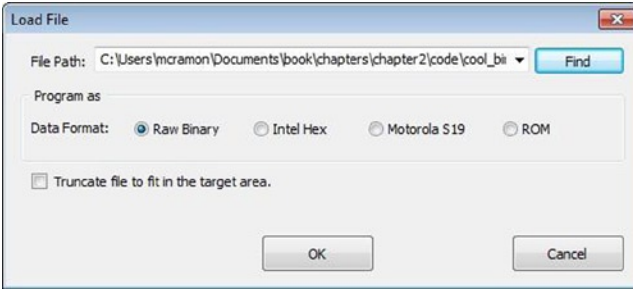 Load File
File Path: C:\Users\mcramon\Documents\book\chapters\chapter2\code\cool_bi Find
Program as
Data Format: Raw Binary Intel Hex Motorola S19 ROM
Truncate file to fit in the target area.
OK Cancel